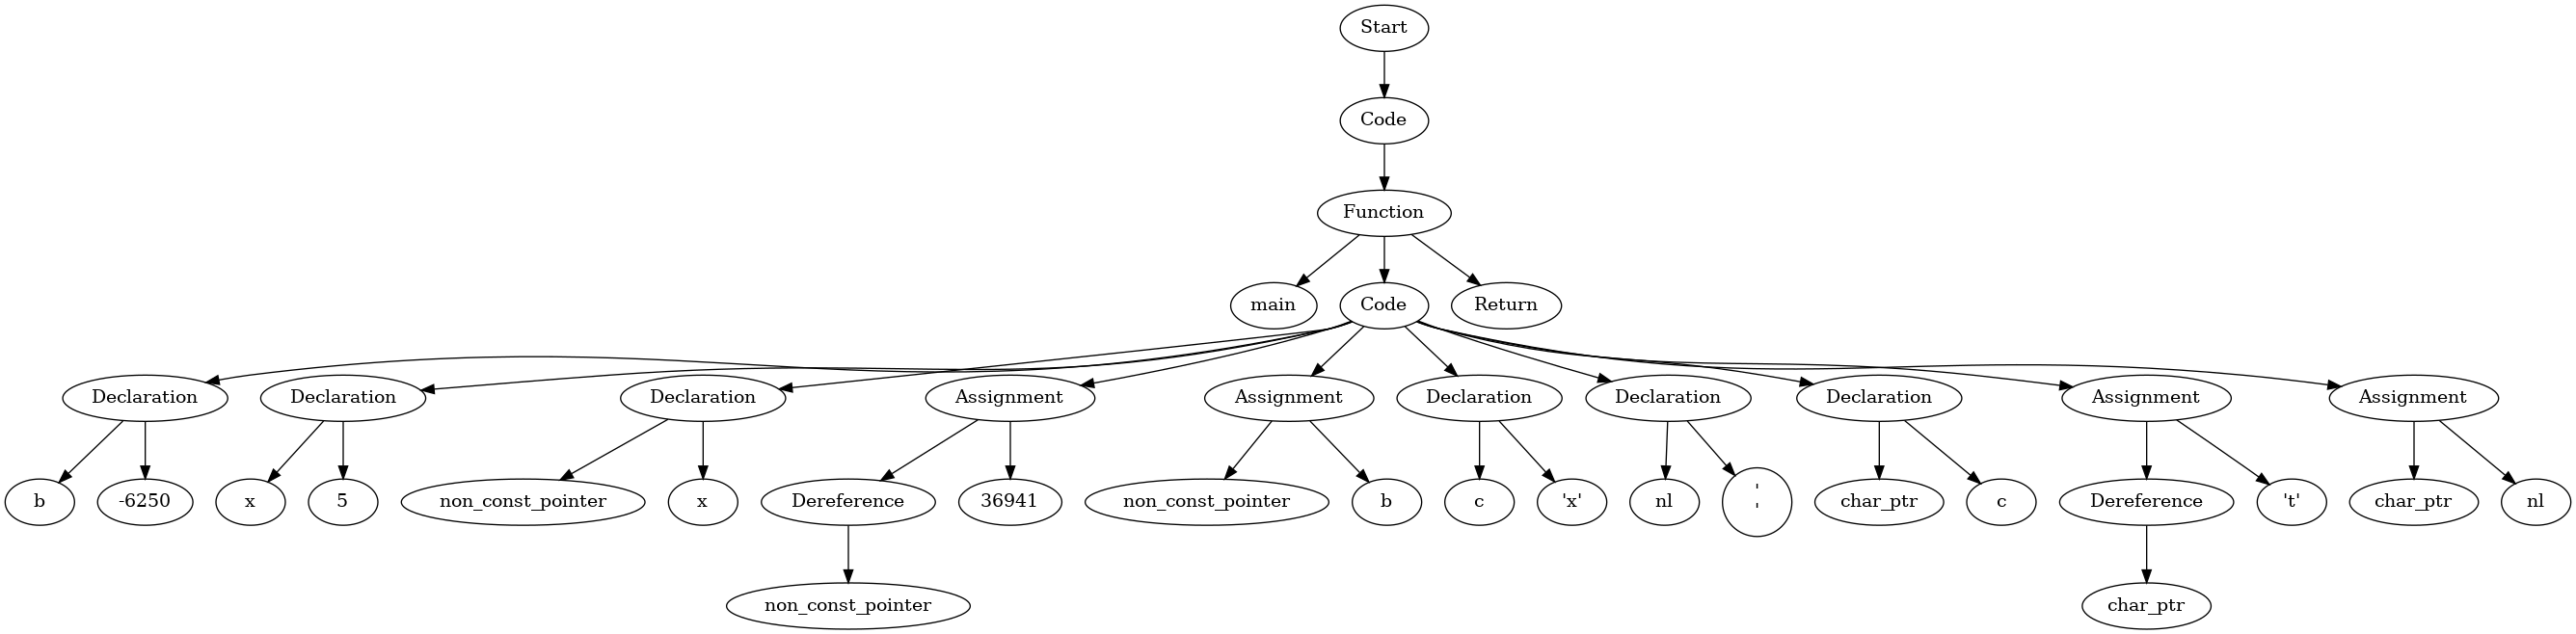 Start
Code
Function
main
Code
Return
Declaration
Declaration
Declaration
Assignment
Assignment
Declaration
Declaration
Declaration
Assignment
Assignment
b
-6250
x
5
non_const_pointer
x
Dereference
36941
non_const_pointer
b
c
'x'
nl
'
'
char_ptr
c
Dereference
't'
char_ptr
nl
non_const_pointer
char_ptr